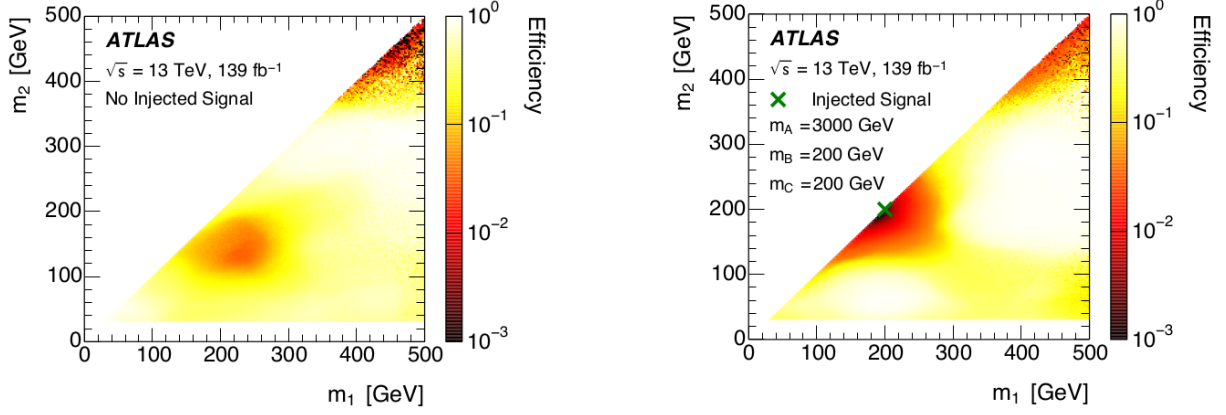 ATLAS
√s = 13 TeV, 139 fb⁻¹
No Injected Signal
m₂ [GeV]
500
400
300
200
100
0
0 100 200 300 400 500
m₁ [GeV]
10⁰
10⁻¹
10⁻²
10⁻³
Efficiency
ATLAS
√s = 13 TeV, 139 fb⁻¹
Injected Signal
m_A =3000 GeV
m_B =200 GeV
m_C =200 GeV
m₂ [GeV]
500
400
300
200
100
0
0 100 200 300 400 500
m₁ [GeV]
10⁰
10⁻¹
10⁻²
10⁻³
Efficiency